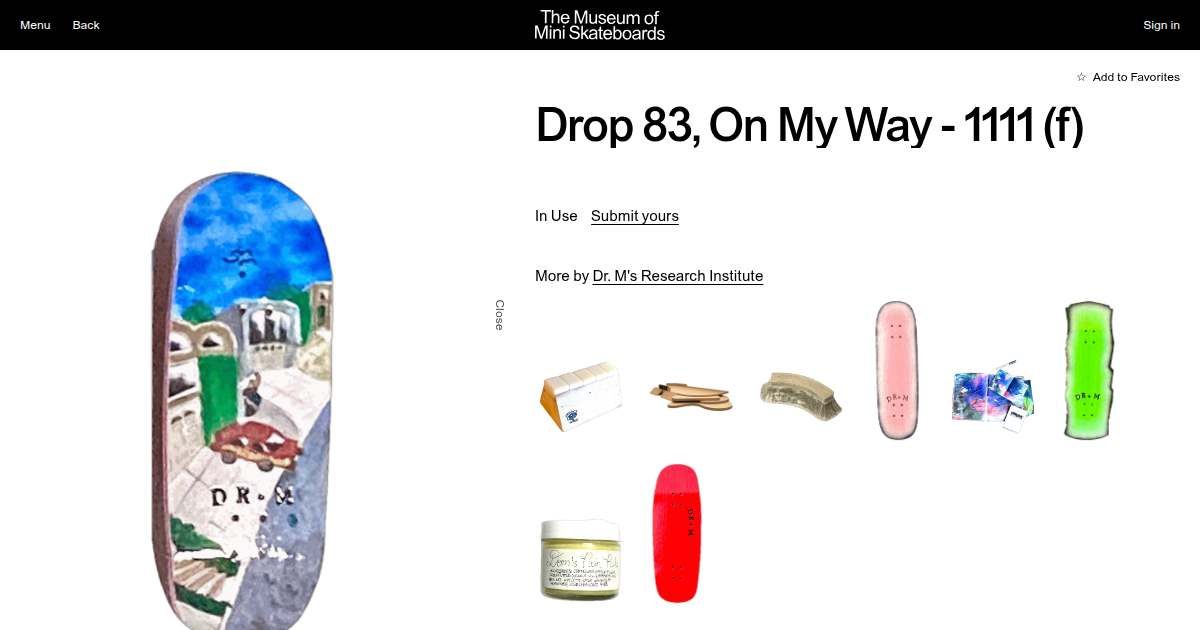 Menu
Back
The Museum of
Mini Skateboards
Sign in
☆ Add to Favorites
Drop 83, On My Way - 1111 (f)
In Use
Submit yours
More by Dr. M's Research Institute
Close
DR•M
DR•M
DR•M
DR•M